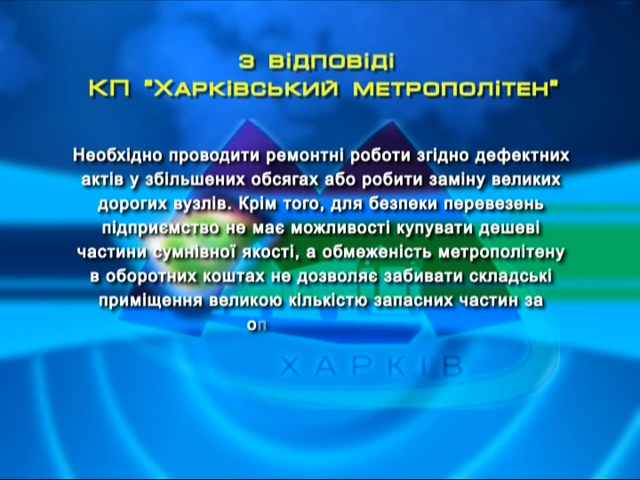 З ВІДПОВІДІ
КП "ХАРКІВСЬКИЙ МЕТРОПОЛІТЕН"
Необхідно проводити ремонтні роботи згідно дефектних
актів у збільшених обсягах або робити заміну великих
дорогих вузлів. Крім того, для безпеки перевезень
підприємство не має можливості купувати дешеві
частини сумнівної якості, а обмеженість метрополітену
в оборотних коштах не дозволяє забивати складські
приміщення великою кількістю запасних частин за
оп
ХАРКІВ